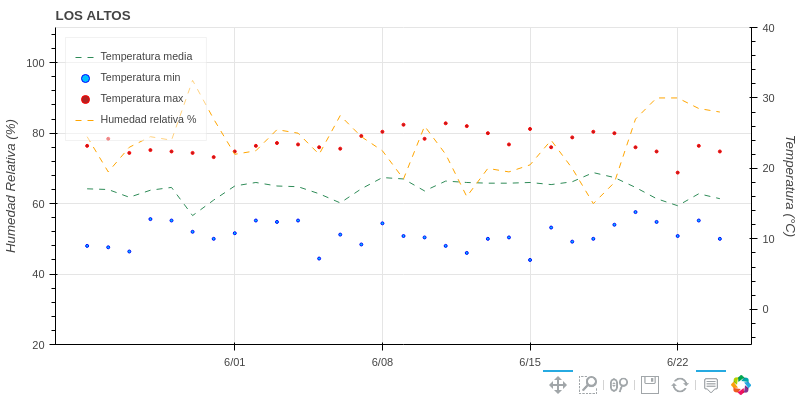 LOS ALTOS
Temperatura media
Temperatura min
Temperatura max
Humedad relativa %
Humedad Relativa (%)
100
80
60
40
20
40
30
20
10
0
Temperatura (°C)
6/01
6/08
6/15
6/22